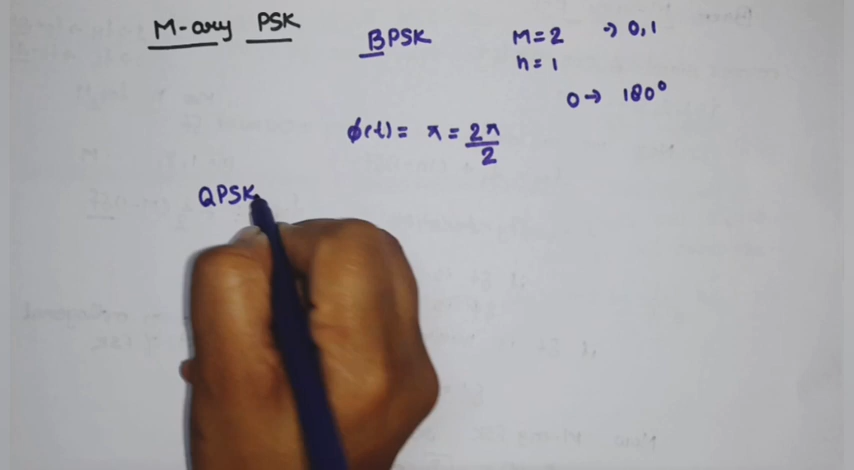 M-ary PSK
BPSK M=2 → 0,1
n=1
0→ 180°
φ(t) = π = 2π/2
QPSK